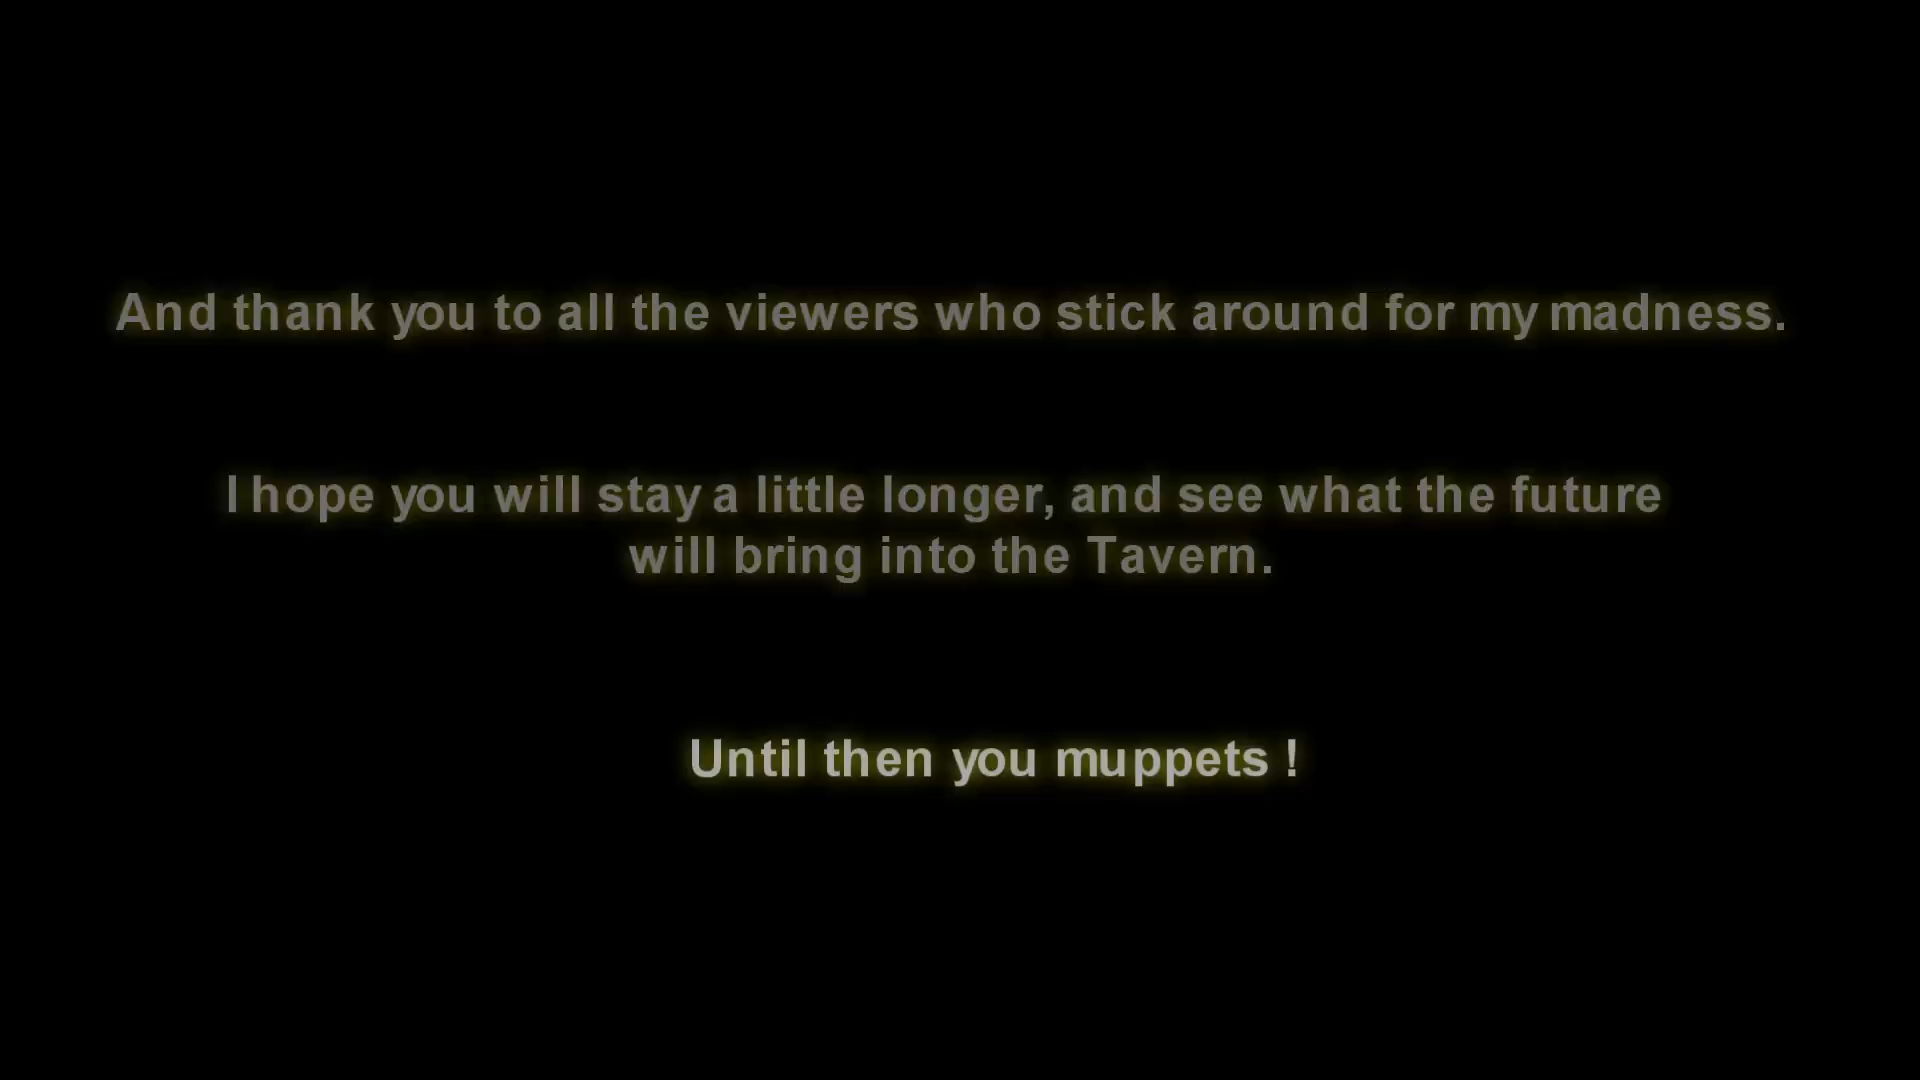 And thank you to all the viewers who stick around for my madness.
I hope you will stay a little longer, and see what the future
will bring into the Tavern.
Until then you muppets !